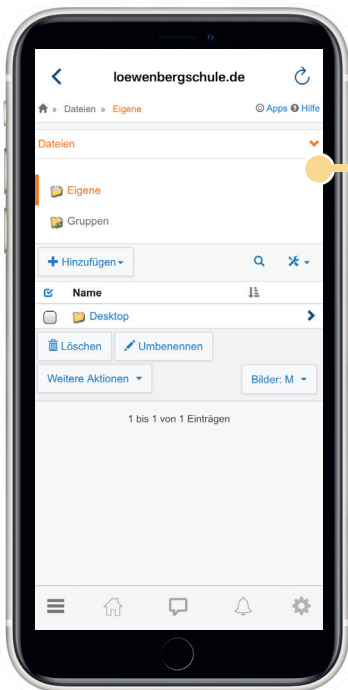 loewenbergschule.de
» Dateien » Eigene Apps Hilfe
Dateien
Eigene
Gruppen
Hinzufügen
Name
Desktop
Löschen Umbenennen
Weitere Aktionen Bilder: M
1 bis 1 von 1 Einträgen